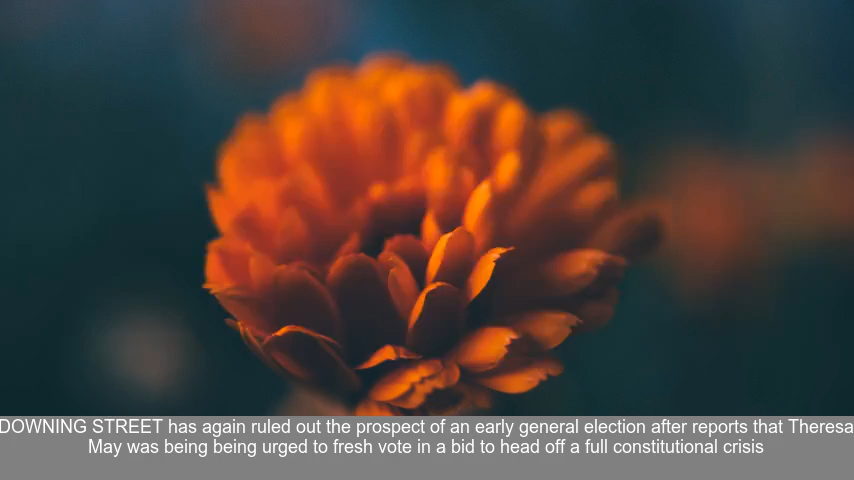 DOWNING STREET has again ruled out the prospect of an early general election after reports that Theresa
May was being being urged to fresh vote in a bid to head off a full constitutional crisis